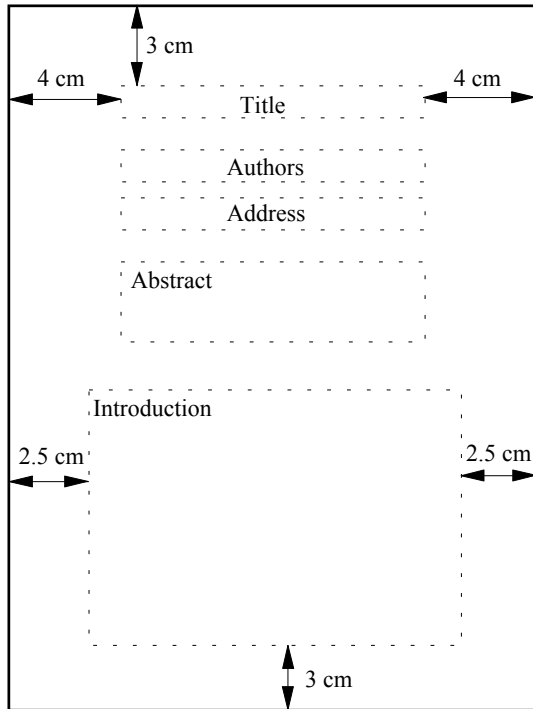 3 cm
4 cm
4 cm
Title
Authors
Address
Abstract
Introduction
2.5 cm
2.5 cm
3 cm